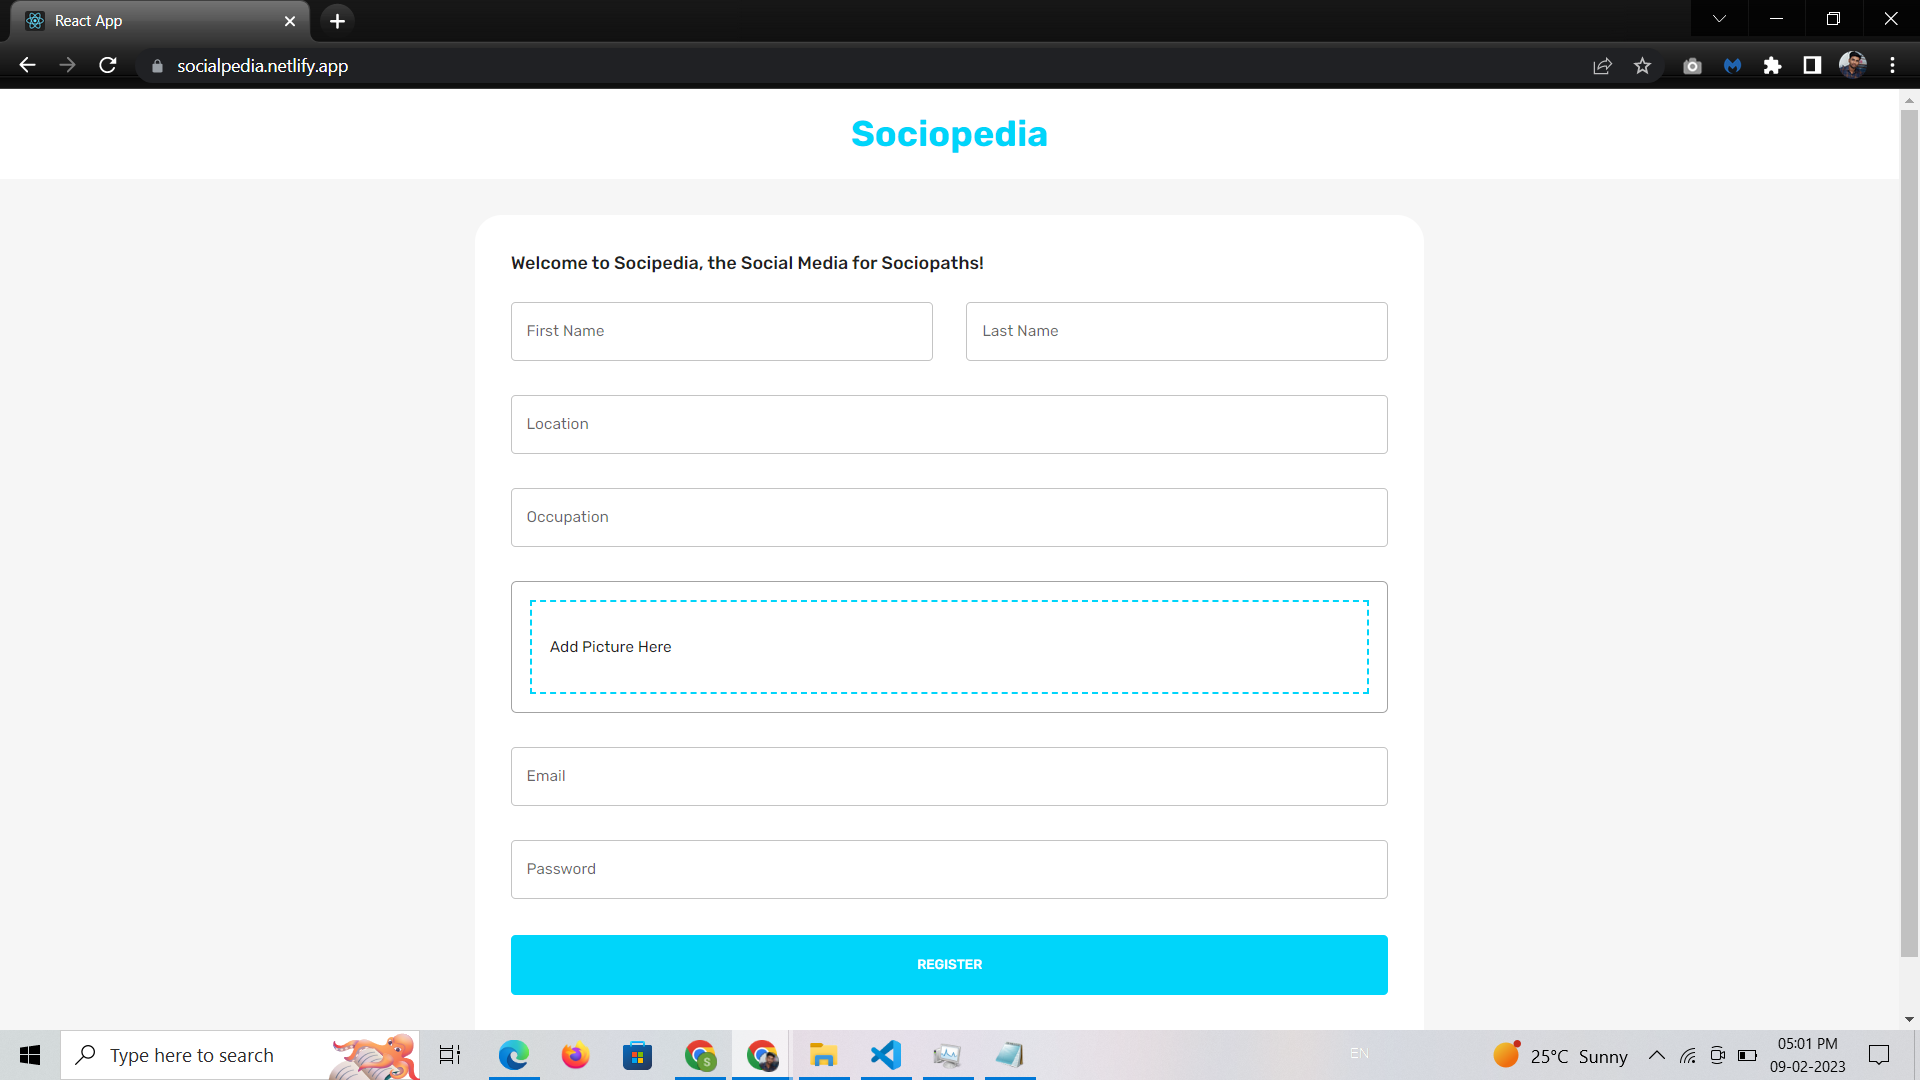 React App
socialpedia.netlify.app
Sociopedia
Welcome to Socipedia, the Social Media for Sociopaths!
First Name
Last Name
Location
Occupation
Add Picture Here
Email
Password
REGISTER
Type here to search
S
EN
25°C Sunny
05:01 PM
09-02-2023